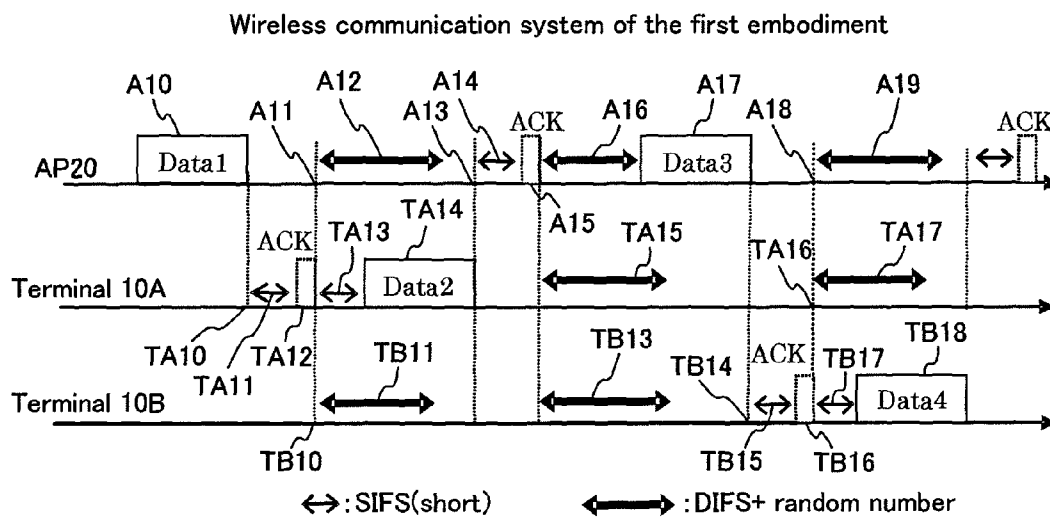 Wireless communication system of the first embodiment
A10 A11 A12 A13 A14 ACK A16 A17 A18 A19 ACK
AP20 Data1 Data3
A15
ACK TA13 TA14 TA15 TA16 TA17
Terminal 10A Data2
TA10 TA11 TA12
TB11 TB13 TB14 ACK TB17 TB18
Terminal 10B Data4
TB10 TB15 TB16
:SIFS(short) :DIFS+ random number